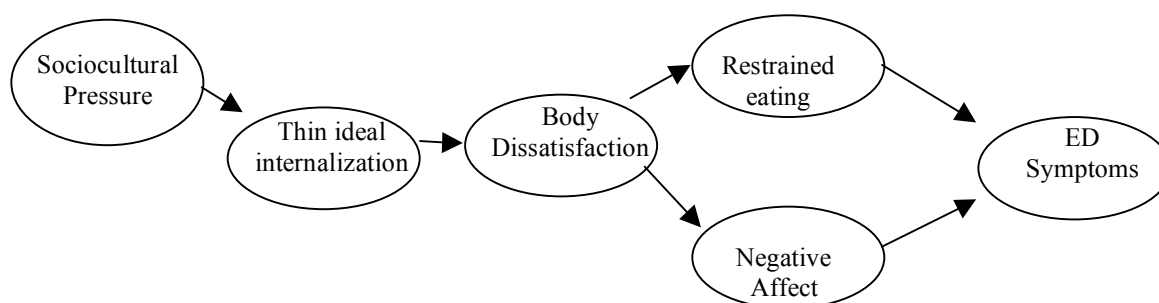 Sociocultural
Pressure
Thin ideal
internalization
Body
Dissatisfaction
Restrained
eating
Negative
Affect
ED
Symptoms